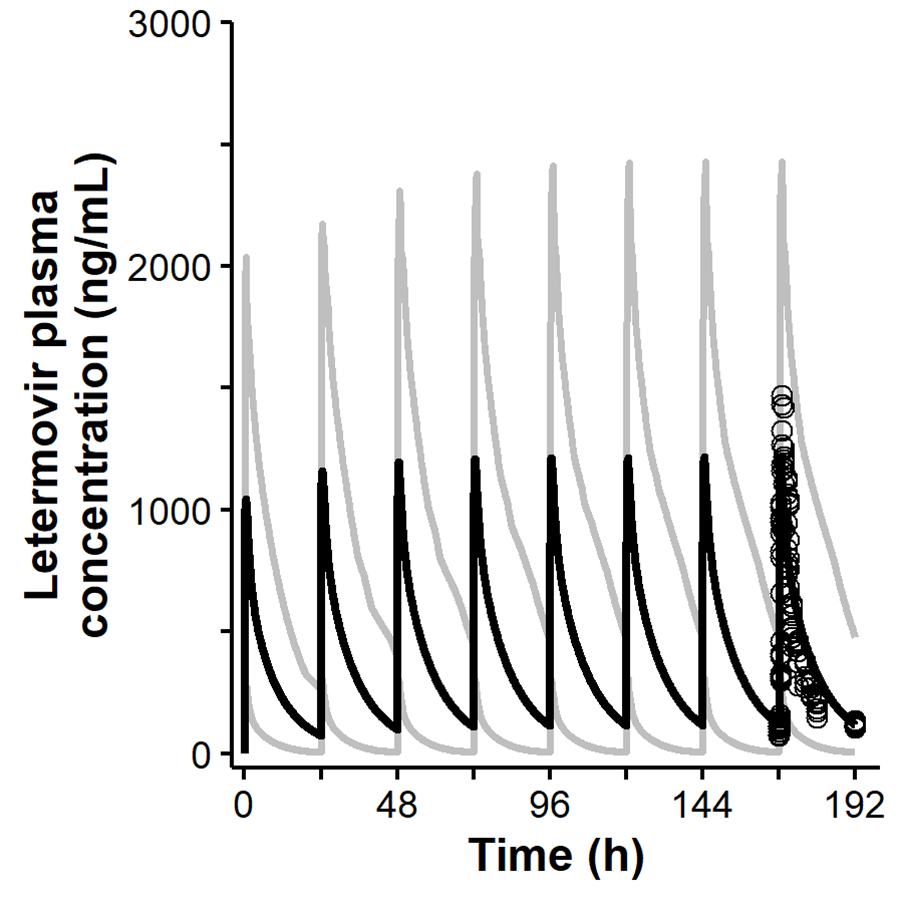 Letermovir plasma
concentration (ng/mL)
3000
2000
1000
0
0 48 96 144 192
Time (h)